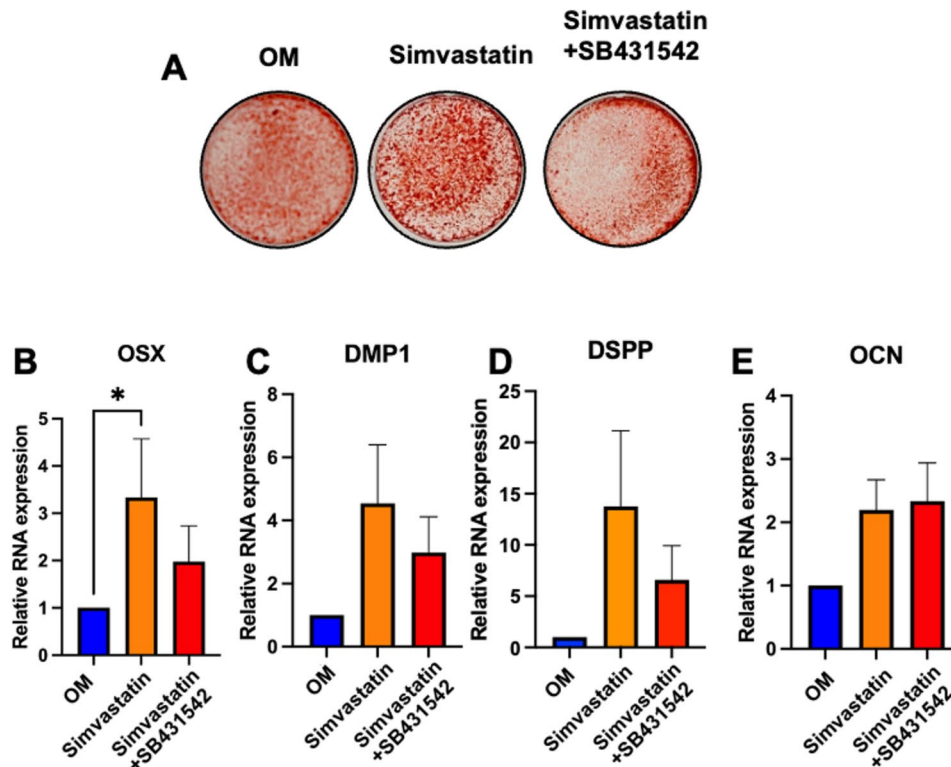 A
OM
Simvastatin
Simvastatin
+SB431542
B
OSX
Relative RNA expression
5
4
3
2
1
0
*
OM
Simvastatin
Simvastatin
+SB431542
C
DMP1
Relative RNA expression
8
6
4
2
0
OM
Simvastatin
Simvastatin
+SB431542
D
DSPP
Relative RNA expression
25
20
15
10
5
0
OM
Simvastatin
Simvastatin
+SB431542
E
OCN
Relative RNA expression
4
3
2
1
0
OM
Simvastatin
Simvastatin
+SB431542